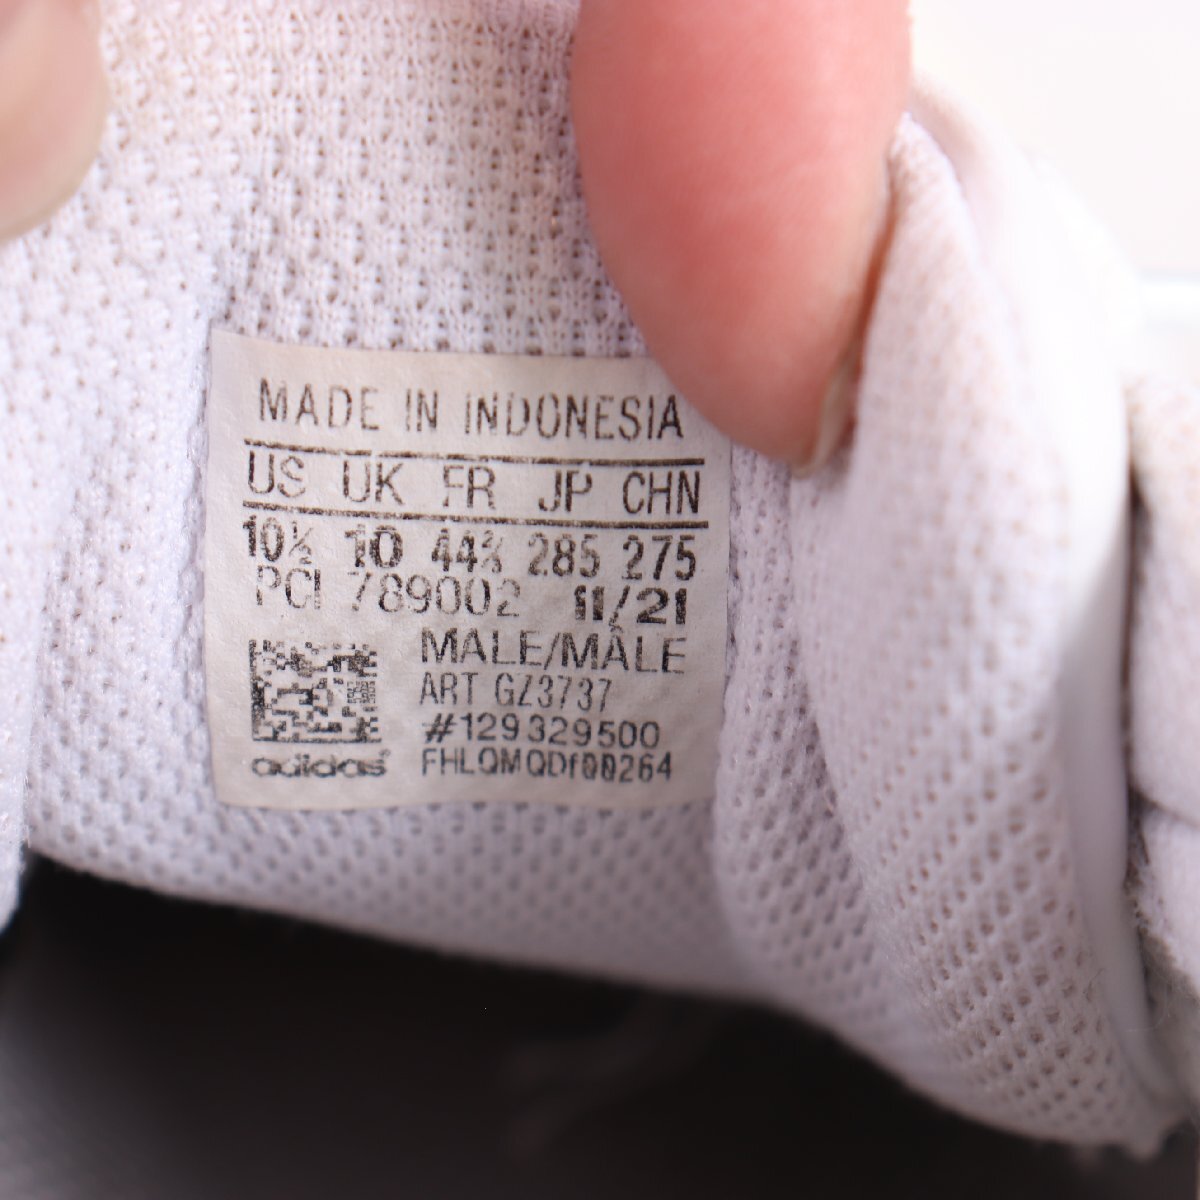 MADE IN INDONESIA
US UK FR JP CHN
10½ 10 44⅔ 285 275
PCI 789002 11/21
MALE/MÂLE
ART GZ3737
#129329500
adidas FHLQMQDf00264